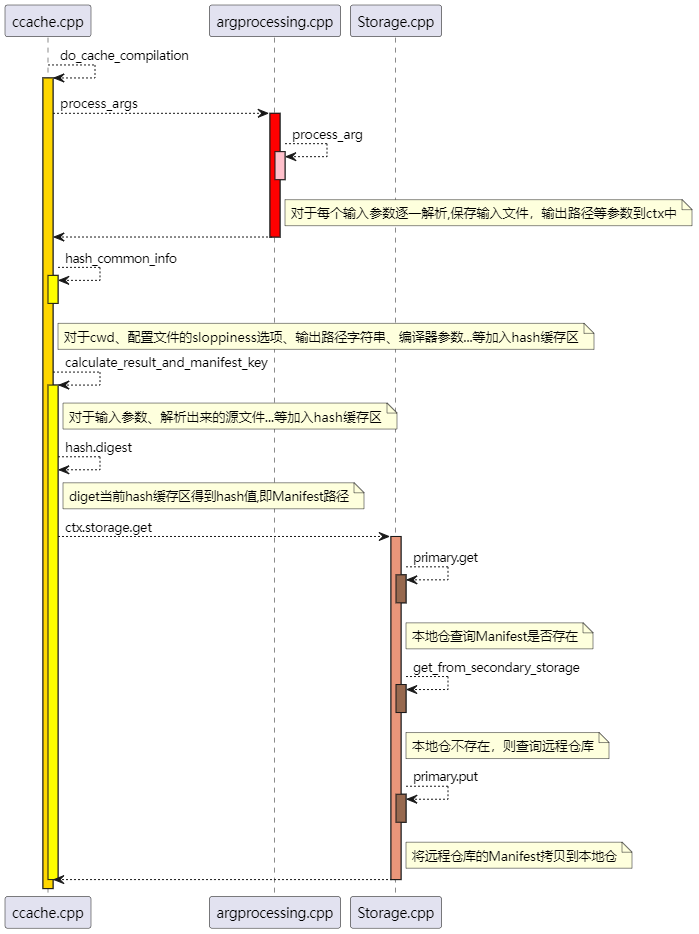 ccache.cpp
argprocessing.cpp
Storage.cpp
do_cache_compilation
process_args
process_arg
对于每个输入参数逐一解析,保存输入文件，输出路径等参数到ctx中
hash_common_info
对于cwd、配置文件的sloppiness选项、输出路径字符串、编译器参数...等加入hash缓存区
calculate_result_and_manifest_key
对于输入参数、解析出来的源文件...等加入hash缓存区
hash.digest
diget当前hash缓存区得到hash值,即Manifest路径
ctx.storage.get
primary.get
本地仓查询Manifest是否存在
get_from_secondary_storage
本地仓不存在，则查询远程仓库
primary.put
将远程仓库的Manifest拷贝到本地仓
ccache.cpp
argprocessing.cpp
Storage.cpp